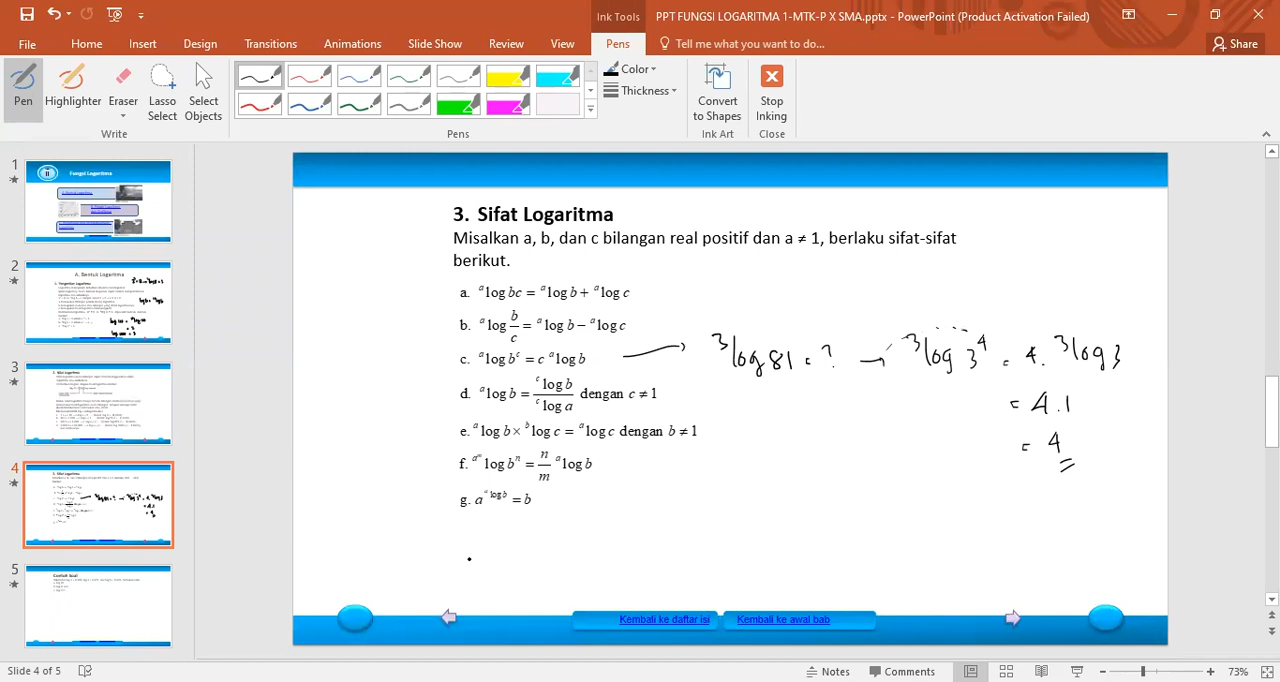 Ink Tools
PPT FUNGSI LOGARITMA 1-MTK-P X SMA.pptx - PowerPoint (Product Activation Failed)
File Home Insert Design Transitions Animations Slide Show Review View Pens Tell me what you want to do... Share
Pen Highlighter Eraser Lasso Select Select Objects
Color Thickness
Convert to Shapes
Stop Inking
Write Pens Ink Art Close
1
Fungsi Logaritma
2
A. Bentuk Logaritma
3
4
5
Contoh Soal
3. Sifat Logaritma
Misalkan a, b, dan c bilangan real positif dan a ≠ 1, berlaku sifat-sifat
berikut.
a. ᵃlog bc = ᵃlog b + ᵃlog c
b. ᵃlog b/c = ᵃlog b − ᵃlog c
c. ᵃlog bᶜ = c ᵃlog b
³log 81 = ? → ³log 3⁴ = 4 . ³log 3
= 4 . 1
= 4
d. ᵃlog b = ᶜlog b / ᶜlog a dengan c ≠ 1
e. ᵃlog b × ᵇlog c = ᵃlog c dengan b ≠ 1
f. a^m log bⁿ = n/m ᵃlog b
g. a^(ᵃlog b) = b
Kembali ke daftar isi Kembali ke awal bab
Slide 4 of 5 Notes Comments 73%